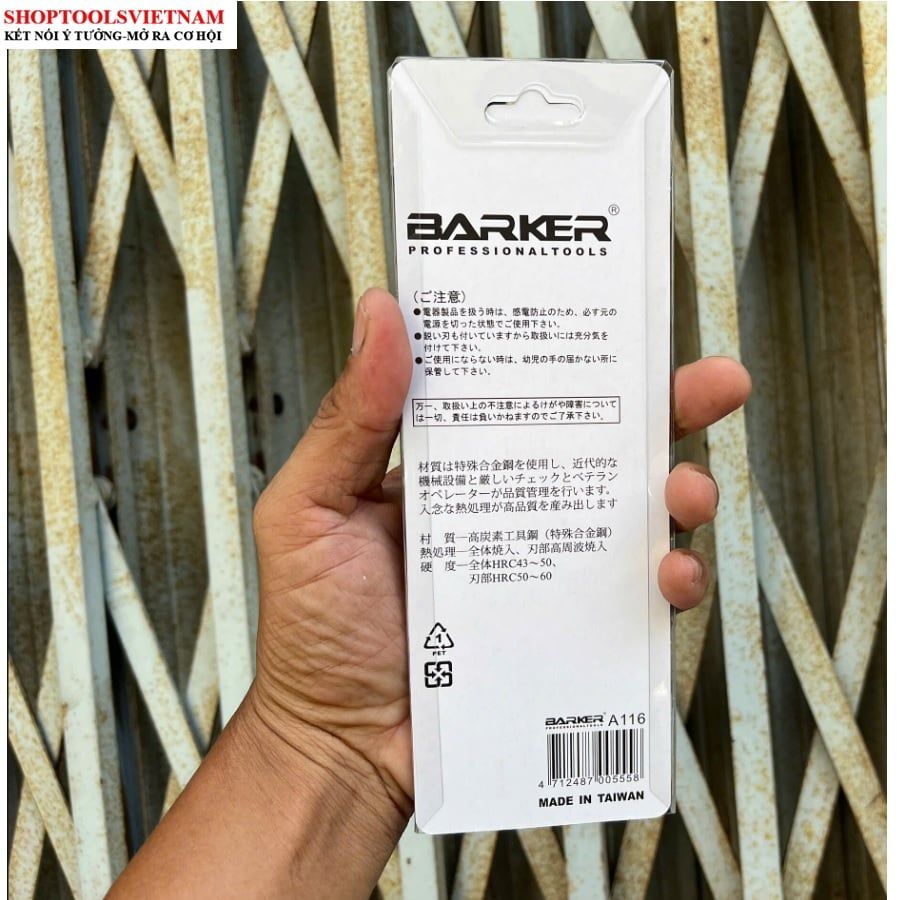 SHOPTOOLSVIETNAM
KẾT NỐI Ý TƯỞNG-MỞ RA CƠ HỘI
BARKER®
PROFESSIONALTOOLS
（ご注意）
●電器製品を扱う時は、感電防止のため、必す元の
電源を切った状態でご使用下さい。
●鋭い刃も付いていますから取扱いには充分気を
付けて下さい。
●ご使用にならない時は、幼児の手の届かない所に
保管して下さい。
万一、取扱い上の不注意によるけがや障害について
は一切、責任は負いかねますのでご了承下さい。
材質は特殊合金鋼を使用し、近代的な
機械設備と厳しいチェックとベテラン
オペレーターが品質管理を行います。
入念な熱処理が高品質を産み出します
材　質—高炭素工具鋼（特殊合金鋼）
熱処理—全体焼入、刃部高周波焼入
硬　度—全体HRC43～50、
刃部HRC50～60
1
PET
BARKER® A116
PROFESSIONALTOOLS
4 712487 005558
MADE IN TAIWAN